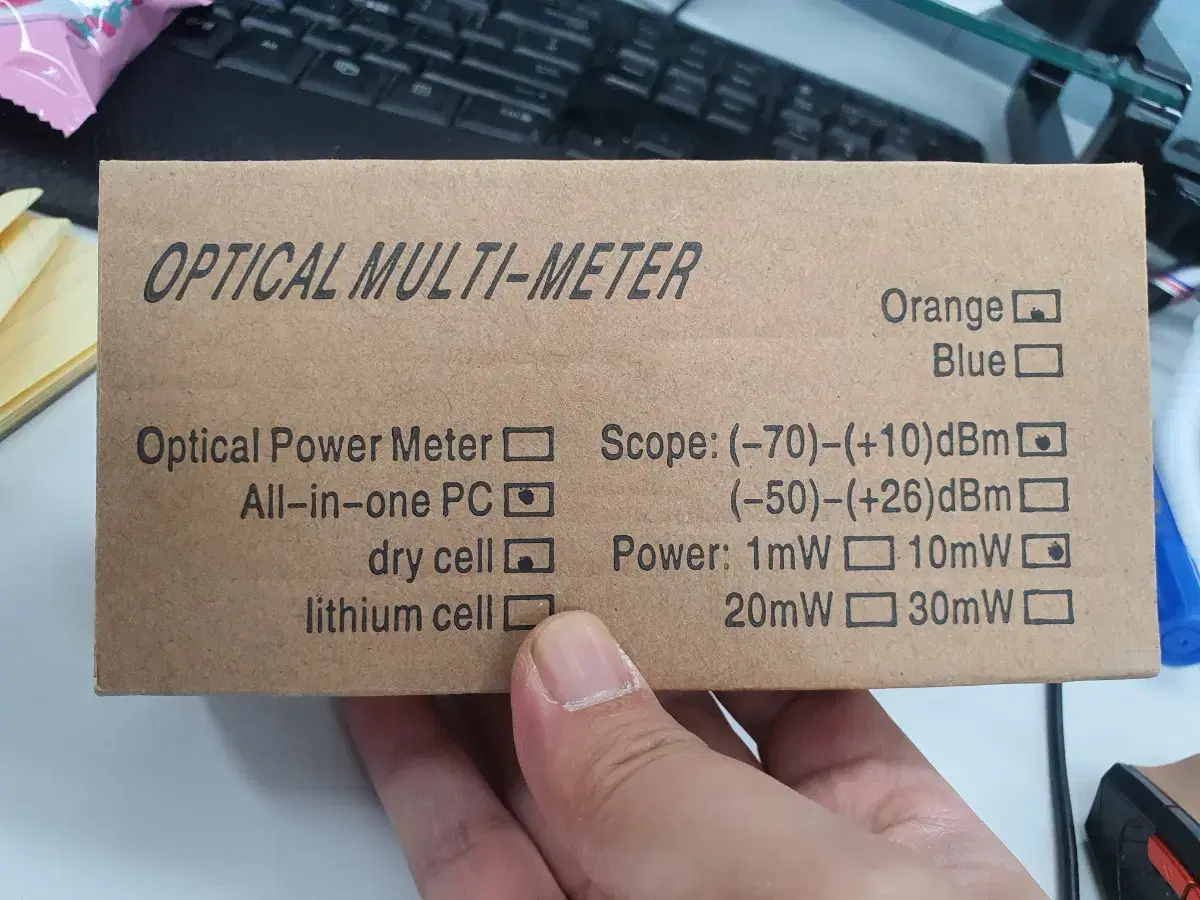 OPTICAL MULTI-METER
Orange
Blue
Optical Power Meter
All-in-one PC
dry cell
lithium cell
Scope: (-70)-(+10)dBm
(-50)-(+26)dBm
Power: 1mW 10mW
20mW 30mW